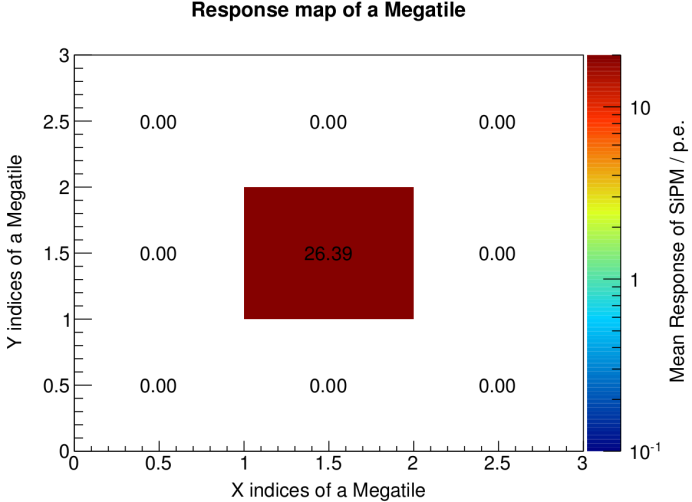 Response map of a Megatile
3
2.5
2
1.5
1
0.5
0
0.00 0.00 0.00
0.00 26.39 0.00
0.00 0.00 0.00
0 0.5 1 1.5 2 2.5 3
X indices of a Megatile
Y indices of a Megatile
10
1
10⁻¹
Mean Response of SiPM / p.e.